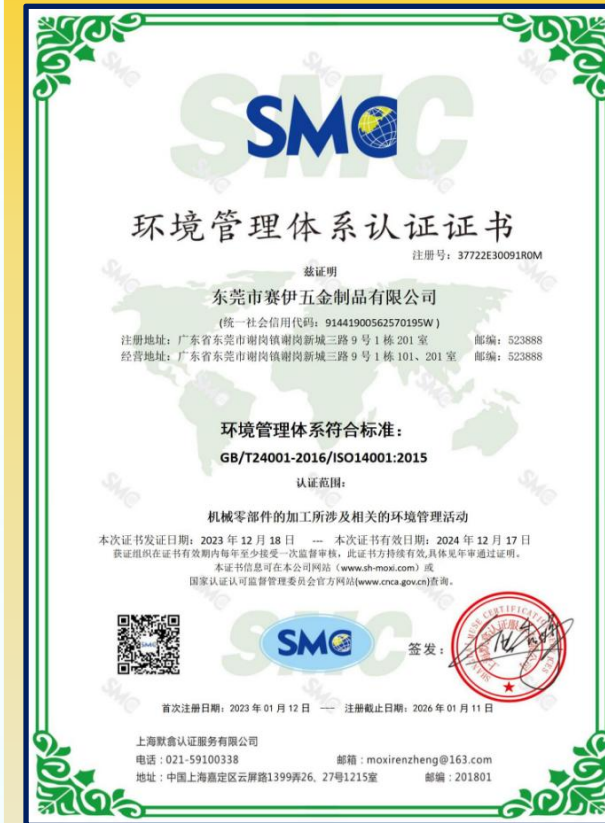 SMC
SMC
环境管理体系认证证书
注册号：37722E30091R0M
兹证明
东莞市赛伊五金制品有限公司
(统一社会信用代码：91441900562570195W )
注册地址：广东省东莞市谢岗镇谢岗新城三路 9 号 1 栋 201 室 邮编：523888
经营地址：广东省东莞市谢岗镇谢岗新城三路 9 号 1 栋 101、201 室 邮编：523888
环境管理体系符合标准：
GB/T24001-2016/ISO14001:2015
认证范围：
机械零部件的加工所涉及相关的环境管理活动
本次证书发证日期：2023 年 12 月 18 日 --- 本次证书有效日期：2024 年 12 月 17 日
获证组织在证书有效期内每年至少接受一次监督审核，此证书方持续有效,具体见年审通过证明。
本证书信息可在本公司网站（www.sh-moxi.com）或
国家认证认可监督管理委员会官方网站(www.cnca.gov.cn)查询。
SMC
签发：
首次注册日期：2023 年 01 月 12 日 --- 注册截止日期：2026 年 01 月 11 日
上海默翕认证服务有限公司
电话：021-59100338 邮箱：moxirenzheng@163.com
地址：中国上海嘉定区云屏路1399弄26、27号1215室 邮编：201801